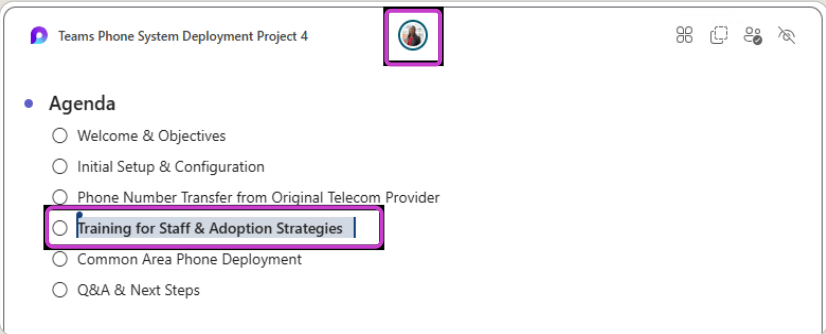 Teams Phone System Deployment Project 4
Agenda
Welcome & Objectives
Initial Setup & Configuration
Phone Number Transfer from Original Telecom Provider
Training for Staff & Adoption Strategies
Common Area Phone Deployment
Q&A & Next Steps